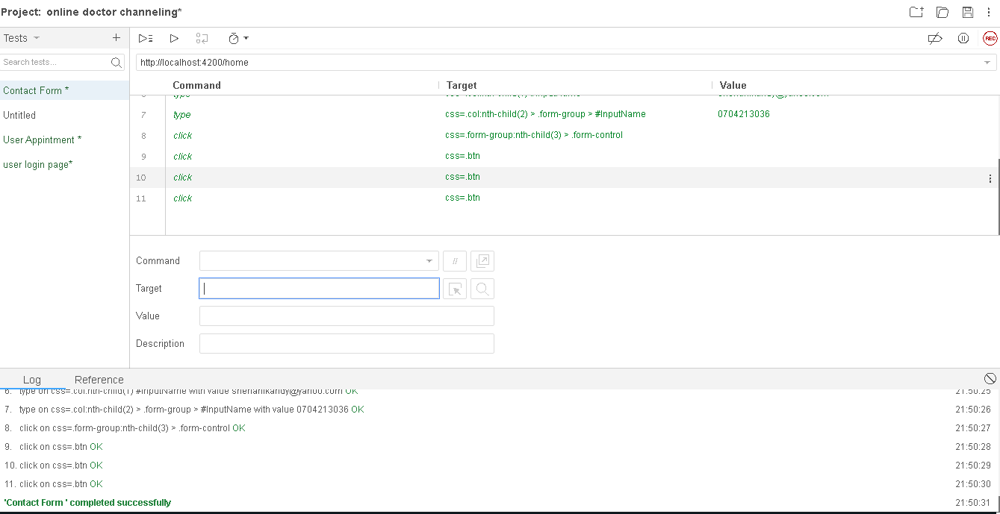 Project: online doctor channeling*
Tests
REC
Search tests...
http://localhost:4200/home
Command Target Value
Contact Form *
Untitled
User Appintment *
user login page*
type
7 type css=.col:nth-child(2) > .form-group > #InputName 0704213036
8 click css=.form-group:nth-child(3) > .form-control
9 click css=.btn
10 click css=.btn
11 click css=.btn
Command //
Target
Value
Description
Log Reference
6. type on css=.col:nth-child(1) #InputName with value shenanikandy@yahoo.com OK 21:50:25
7. type on css=.col:nth-child(2) > .form-group > #InputName with value 0704213036 OK 21:50:26
8. click on css=.form-group:nth-child(3) > .form-control OK 21:50:27
9. click on css=.btn OK 21:50:28
10. click on css=.btn OK 21:50:29
11. click on css=.btn OK 21:50:30
'Contact Form ' completed successfully 21:50:31